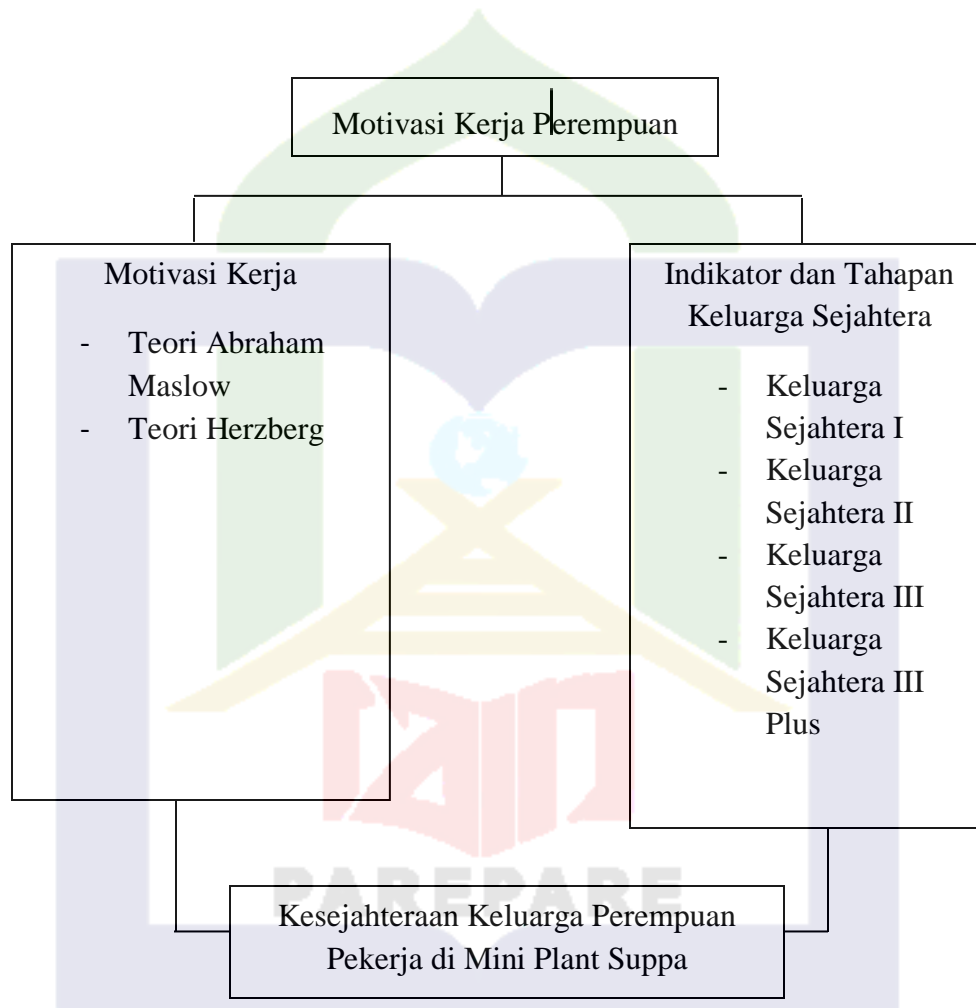 Motivasi Kerja Perempuan
Motivasi Kerja
- Teori Abraham
Maslow
- Teori Herzberg
Indikator dan Tahapan
Keluarga Sejahtera
- Keluarga
Sejahtera I
- Keluarga
Sejahtera II
- Keluarga
Sejahtera III
- Keluarga
Sejahtera III
Plus
PAREPARE
Kesejahteraan Keluarga Perempuan
Pekerja di Mini Plant Suppa